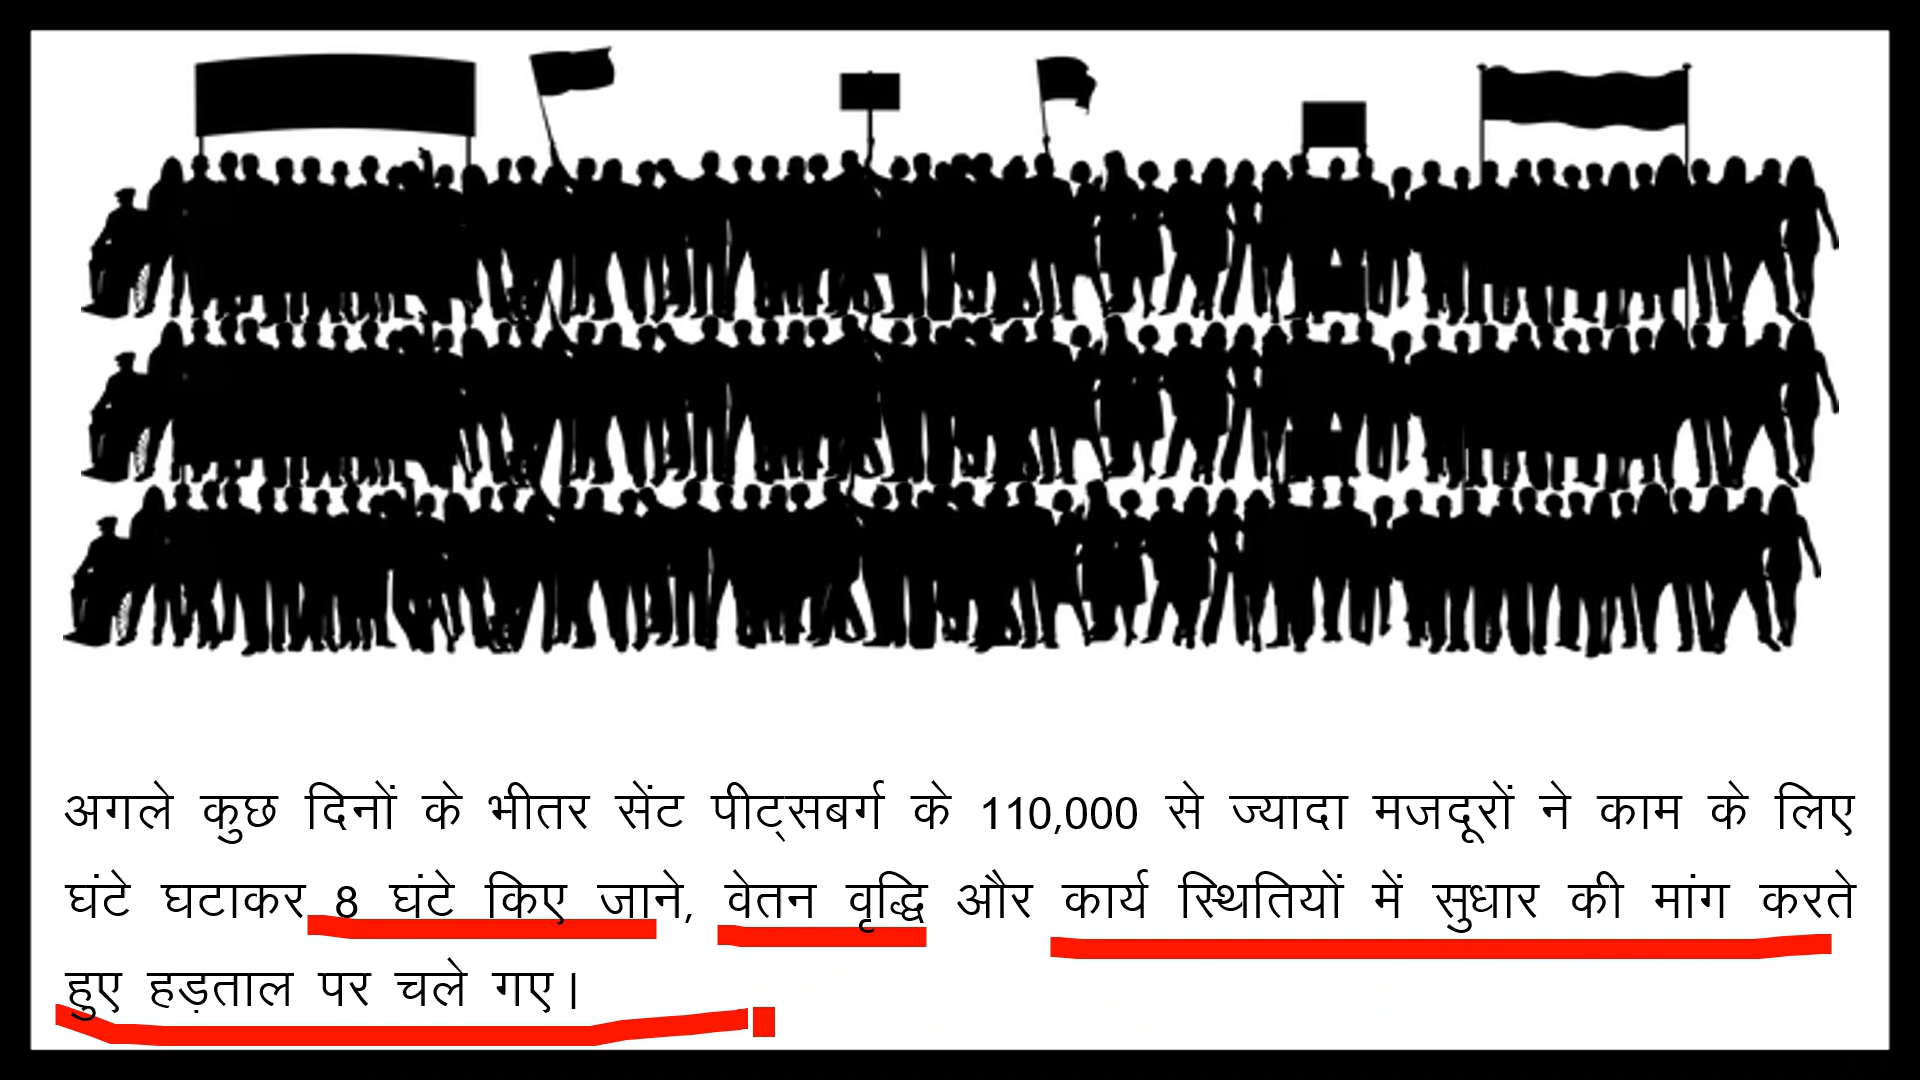 अगले कुछ दिनों के भीतर सेंट पीट्सबर्ग के 110,000 से ज्यादा मजदूरों ने काम के लिए
घंटे घटाकर 8 घंटे किए जाने, वेतन वृद्धि और कार्य स्थितियों में सुधार की मांग करते
हुए हड़ताल पर चले गए।